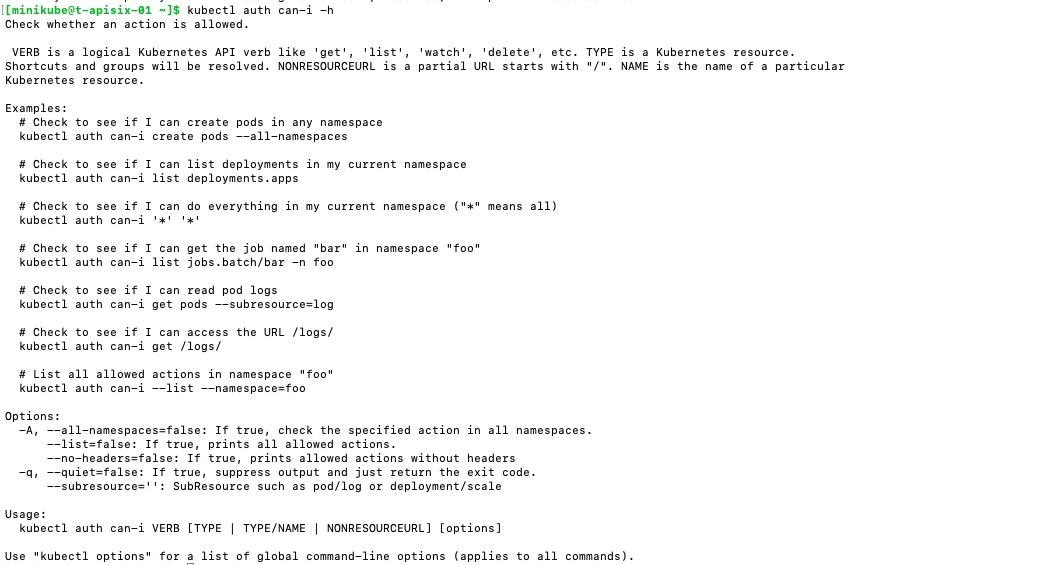 [[minikube@t-apisix-01 ~]$ kubectl auth can-i -h
Check whether an action is allowed.
VERB is a logical Kubernetes API verb like 'get', 'list', 'watch', 'delete', etc. TYPE is a Kubernetes resource.
Shortcuts and groups will be resolved. NONRESOURCEURL is a partial URL starts with "/". NAME is the name of a particular
Kubernetes resource.
Examples:
# Check to see if I can create pods in any namespace
kubectl auth can-i create pods --all-namespaces
# Check to see if I can list deployments in my current namespace
kubectl auth can-i list deployments.apps
# Check to see if I can do everything in my current namespace ("*" means all)
kubectl auth can-i '*' '*'
# Check to see if I can get the job named "bar" in namespace "foo"
kubectl auth can-i list jobs.batch/bar -n foo
# Check to see if I can read pod logs
kubectl auth can-i get pods --subresource=log
# Check to see if I can access the URL /logs/
kubectl auth can-i get /logs/
# List all allowed actions in namespace "foo"
kubectl auth can-i --list --namespace=foo
Options:
-A, --all-namespaces=false: If true, check the specified action in all namespaces.
--list=false: If true, prints all allowed actions.
--no-headers=false: If true, prints allowed actions without headers
-q, --quiet=false: If true, suppress output and just return the exit code.
--subresource='': SubResource such as pod/log or deployment/scale
Usage:
kubectl auth can-i VERB [TYPE | TYPE/NAME | NONRESOURCEURL] [options]
Use "kubectl options" for a list of global command-line options (applies to all commands).